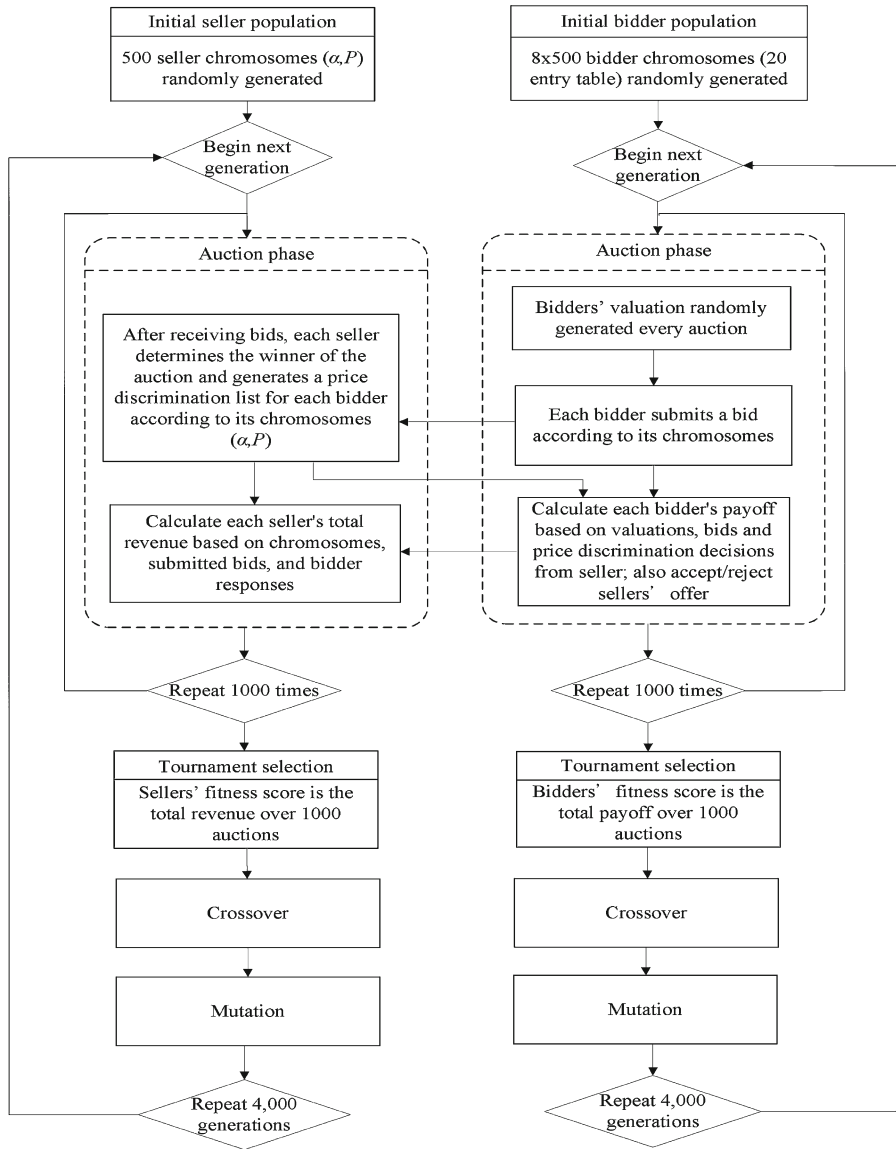 Initial seller population
500 seller chromosomes (α,P)
randomly generated
Begin next
generation
Auction phase
After receiving bids, each seller
determines the winner of the
auction and generates a price
discrimination list for each bidder
according to its chromosomes
(α,P)
Calculate each seller's total
revenue based on chromosomes,
submitted bids, and bidder
responses
Repeat 1000 times
Tournament selection
Sellers’ fitness score is the
total revenue over 1000
auctions
Crossover
Mutation
Repeat 4,000
generations
Initial bidder population
8x500 bidder chromosomes (20
entry table) randomly generated
Begin next
generation
Auction phase
Bidders’ valuation randomly
generated every auction
Each bidder submits a bid
according to its chromosomes
Calculate each bidder's payoff
based on valuations, bids and
price discrimination decisions
from seller; also accept/reject
sellers’ offer
Repeat 1000 times
Tournament selection
Bidders’ fitness score is the
total payoff over 1000
auctions
Crossover
Mutation
Repeat 4,000
generations